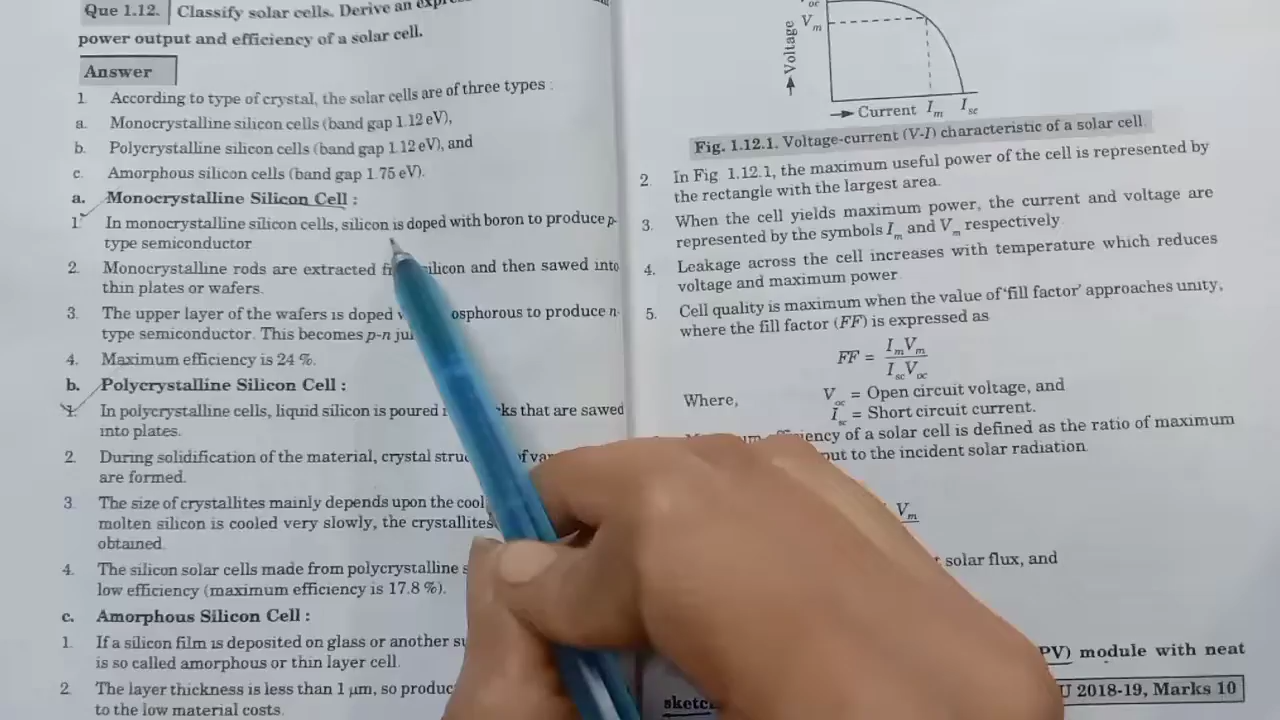 Que 1.12. Classify solar cells. Derive an
power output and efficiency of a solar cell.
Answer
1. According to type of crystal, the solar cells are of three types :
a. Monocrystalline silicon cells (band gap 1.12 eV),
b. Polycrystalline silicon cells (band gap 1.12 eV), and
c. Amorphous silicon cells (band gap 1.75 eV).
a. Monocrystalline Silicon Cell :
1. In monocrystalline silicon cells, silicon is doped with boron to produce p-
type semiconductor
2. Monocrystalline rods are extracted silicon and then sawed into
thin plates or wafers.
3. The upper layer of the wafers is doped osphorous to produce n-
type semiconductor. This becomes p-n
4. Maximum efficiency is 24 %.
b. Polycrystalline Silicon Cell :
1. In polycrystalline cells, liquid silicon is poured ks that are sawed
into plates.
2. During solidification of the material, crystal of
are formed.
3. The size of crystallites mainly depends upon the
molten silicon is cooled very slowly, the crystallites
obtained.
4. The silicon solar cells made from polycrystalline
low efficiency (maximum efficiency is 17.8 %).
c. Amorphous Silicon Cell :
1. If a silicon film is deposited on glass or another
is so called amorphous or thin layer cell.
2. The layer thickness is less than 1 μm, so
to the low material costs.
oc
Vm
Voltage
Current Im Isc
Fig. 1.12.1. Voltage-current (V-I) characteristic of a solar cell.
2. In Fig 1.12.1, the maximum useful power of the cell is represented by
the rectangle with the largest area.
3. When the cell yields maximum power, the current and voltage are
represented by the symbols Im and Vm respectively
4. Leakage across the cell increases with temperature which reduces
voltage and maximum power
5. Cell quality is maximum when the value of 'fill factor' approaches unity,
where the fill factor (FF) is expressed as
FF = ImVm / IscVoc
Where, Voc = Open circuit voltage, and
Isc = Short circuit current.
iency of a solar cell is defined as the ratio of maximum
put to the incident solar radiation
Vm
solar flux, and
PV) module with neat
sketc
U 2018-19, Marks 10